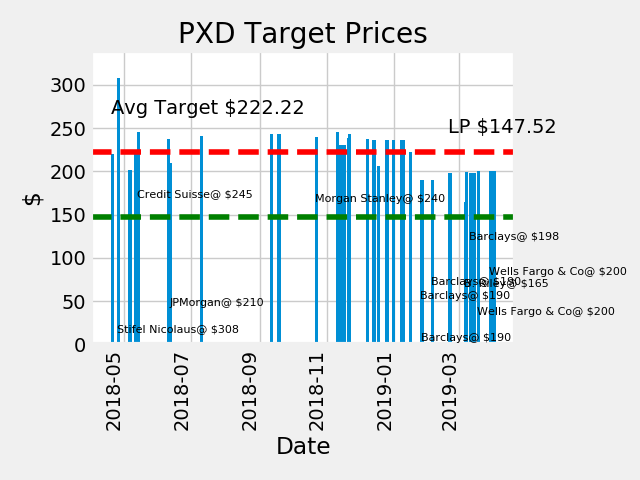 PXD Target Prices
300
250
200
150
100
50
0
$
Avg Target $222.22
LP $147.52
Credit Suisse@ $245
Morgan Stanley@ $240
Barclays@ $198
Wells Fargo & Co@ $200
Barclays@ $190
B. Riley@ $165
Barclays@ $190
JPMorgan@ $210
Wells Fargo & Co@ $200
Stifel Nicolaus@ $308
Barclays@ $190
2018-05
2018-07
2018-09
2018-11
2019-01
2019-03
Date